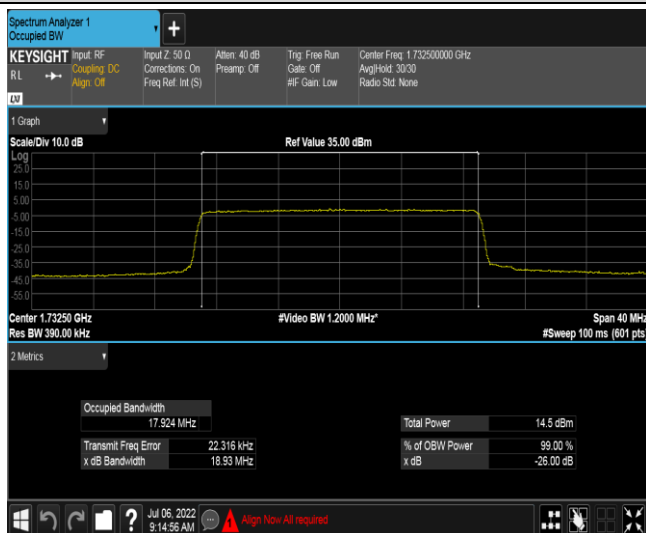 Spectrum Analyzer 1
Occupied BW
+
KEYSIGHT Input: RF Input Z: 50 Ω Atten: 40 dB Trig: Free Run Center Freq: 1.732500000 GHz
RL Coupling: DC Corrections: On Preamp: Off Gate: Off Avg|Hold: 30/30
Align: Off Freq Ref: Int (S) #IF Gain: Low Radio Std: None
LXI
1 Graph
Scale/Div 10.0 dB Ref Value 35.00 dBm
Log
25.0
15.0
5.00
-5.00
-15.0
-25.0
-35.0
-45.0
-55.0
Center 1.73250 GHz #Video BW 1.2000 MHz* Span 40 MHz
Res BW 390.00 kHz #Sweep 100 ms (601 pts)
2 Metrics
Occupied Bandwidth
17.924 MHz Total Power 14.5 dBm
Transmit Freq Error 22.316 kHz % of OBW Power 99.00 %
x dB Bandwidth 18.93 MHz x dB -26.00 dB
? Jul 06, 2022
9:14:56 AM Align Now All required